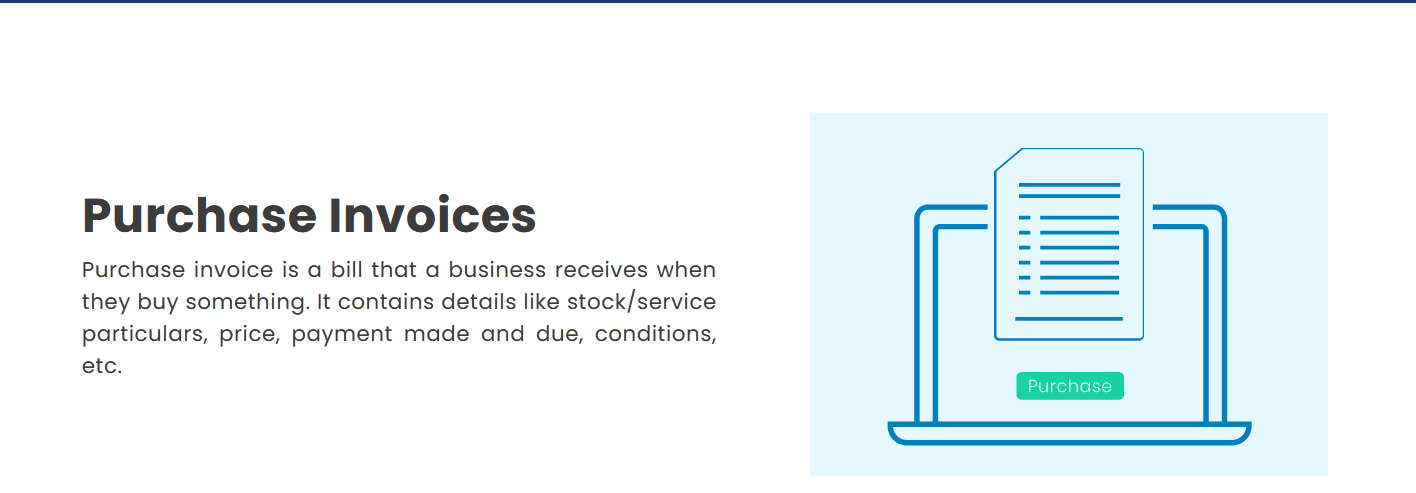 Purchase Invoices
Purchase invoice is a bill that a business receives when
they buy something. It contains details like stock/service
particulars, price, payment made and due, conditions,
etc.
Purchase